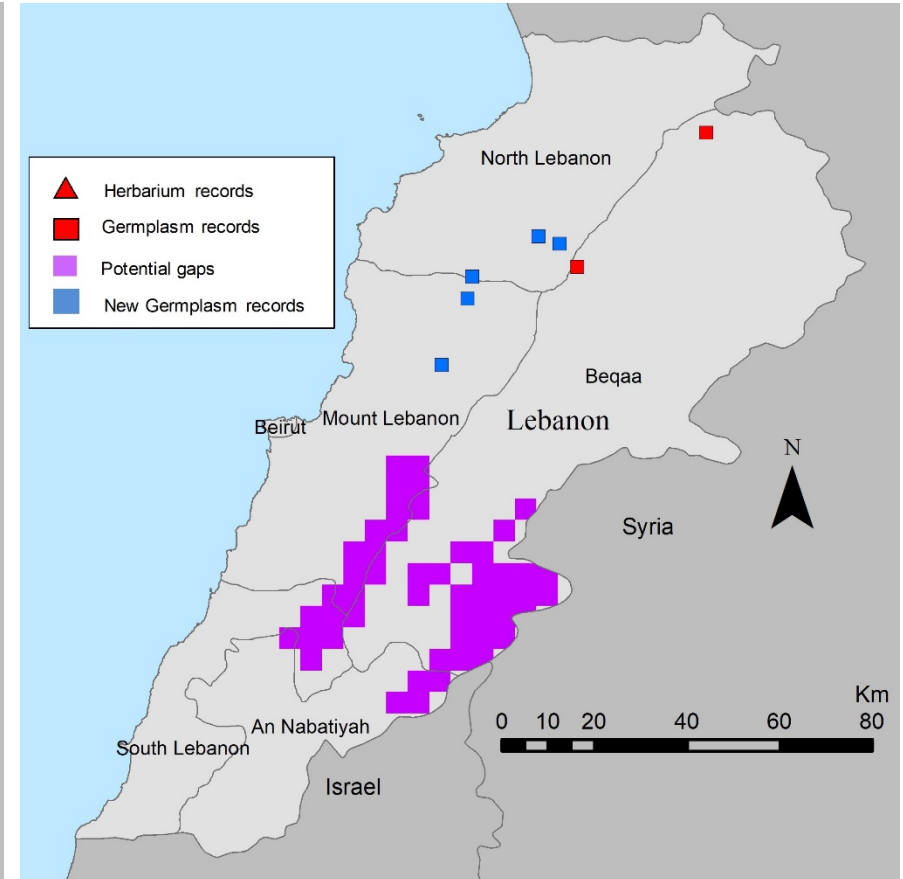 North Lebanon
Herbarium records
Germplasm records
Potential gaps
New Germplasm records
Beqaa
Mount Lebanon
Lebanon
Beirut
N
Syria
Km
0 10 20 40 60 80
An Nabatiyah
South Lebanon
Israel